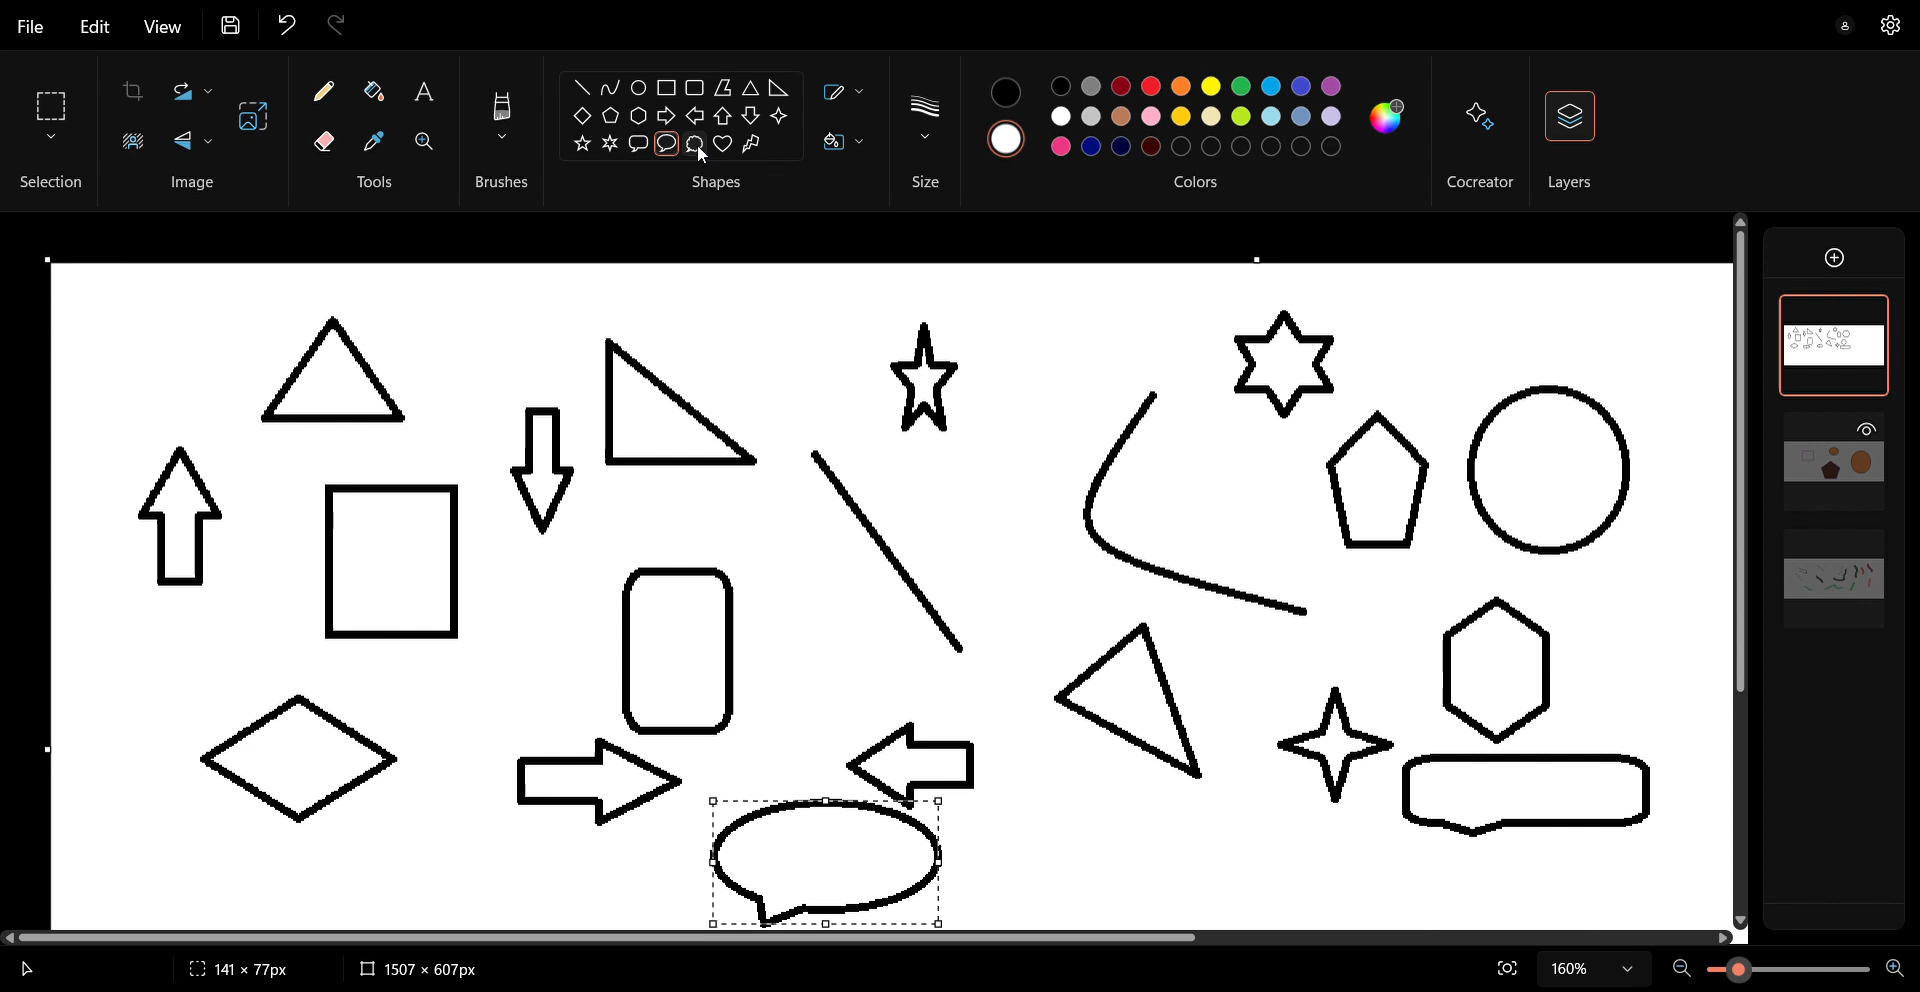 File Edit View
Selection Image Tools Brushes Shapes Size Colors Cocreator Layers
141 × 77px 1507 × 607px 160%